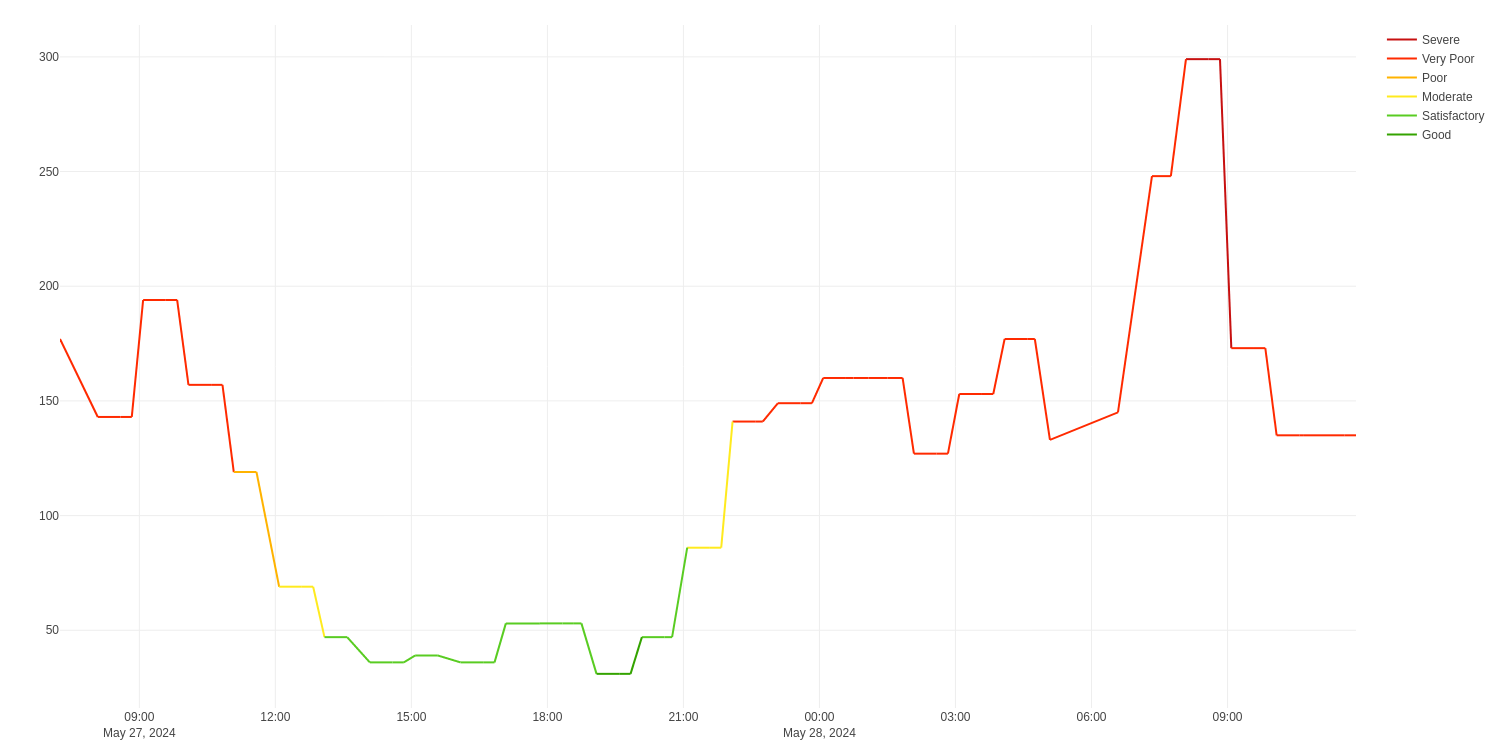 300
250
200
150
100
50
09:00
12:00
15:00
18:00
21:00
00:00
03:00
06:00
09:00
May 27, 2024
May 28, 2024
Severe
Very Poor
Poor
Moderate
Satisfactory
Good